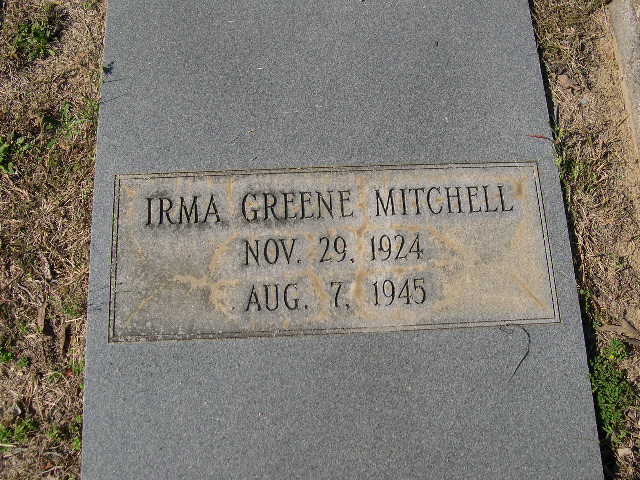 IRMA GREENE MITCHELL
NOV. 29, 1924
AUG. 7, 1945